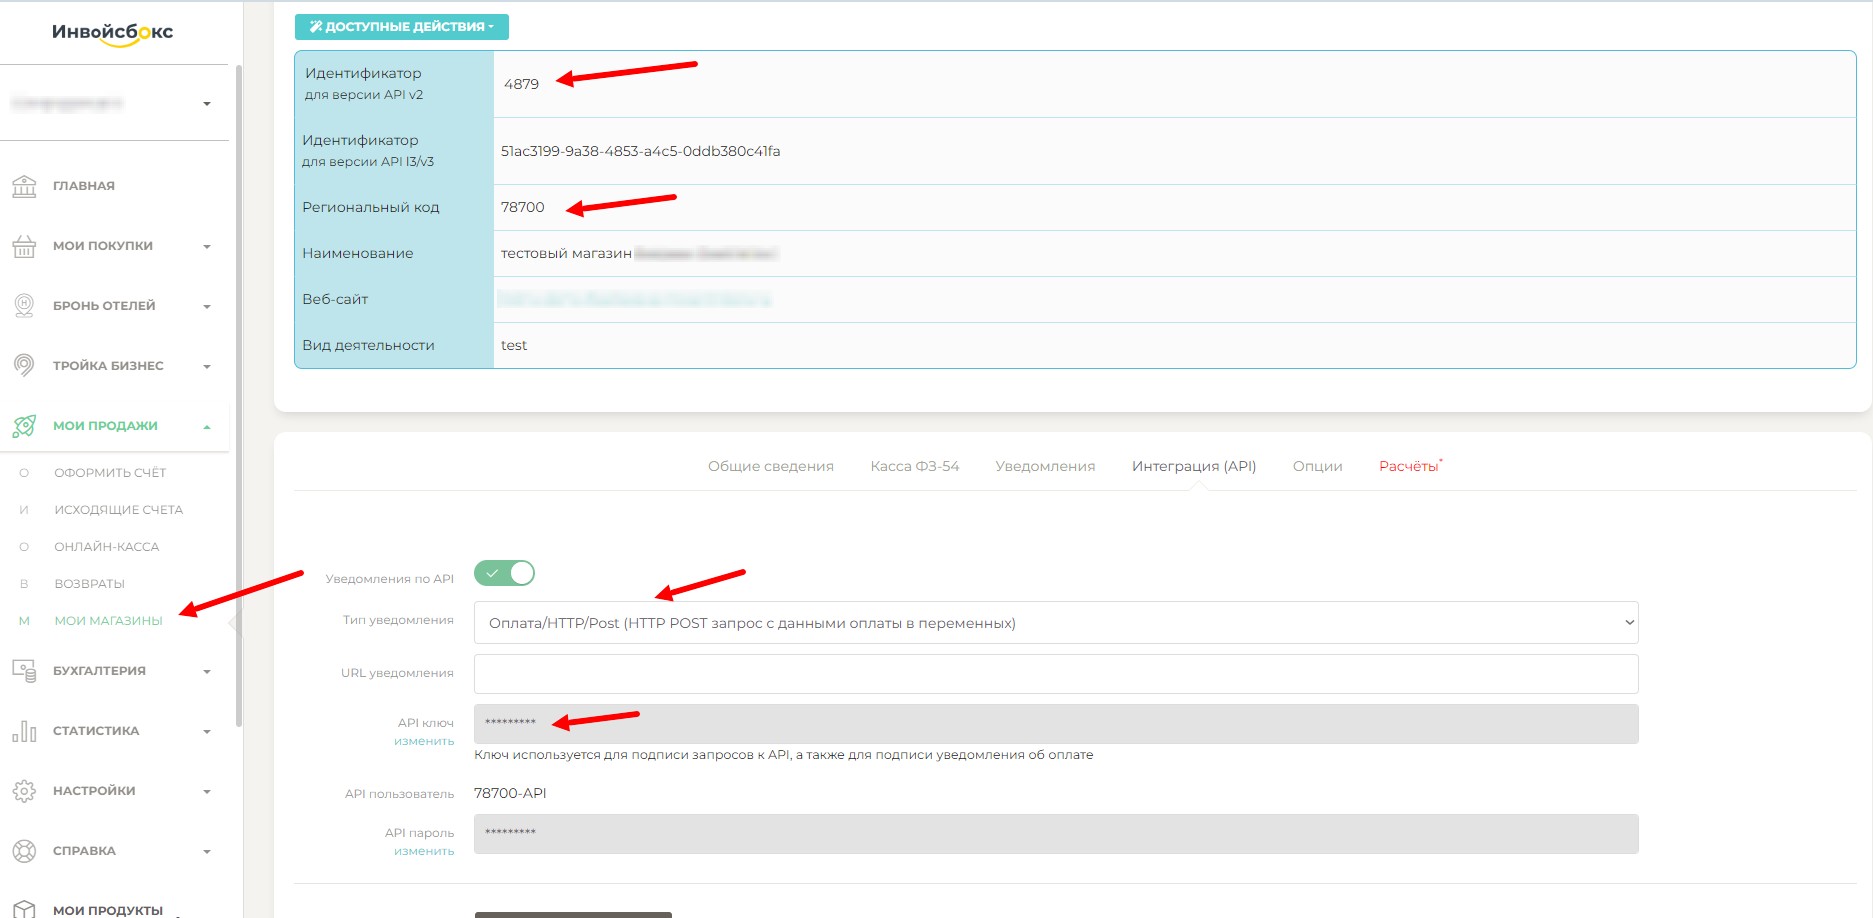 Инвойсбокс
ГЛАВНАЯ
МОИ ПОКУПКИ
БРОНЬ ОТЕЛЕЙ
ТРОЙКА БИЗНЕС
МОИ ПРОДАЖИ
О ОФОРМИТЬ СЧЁТ
И ИСХОДЯЩИЕ СЧЕТА
О ОНЛАЙН-КАССА
В ВОЗВРАТЫ
М МОИ МАГАЗИНЫ
БУХГАЛТЕРИЯ
СТАТИСТИКА
НАСТРОЙКИ
СПРАВКА
МОИ ПРОДУКТЫ
ДОСТУПНЫЕ ДЕЙСТВИЯ
Идентификатор
для версии API v2
4879
Идентификатор
для версии API l3/v3
51ac3199-9a38-4853-a4c5-0ddb380c41fa
Региональный код
78700
Наименование
тестовый магазин
Веб-сайт
Вид деятельности
test
Общие сведения Касса ФЗ-54 Уведомления Интеграция (API) Опции Расчёты*
Уведомления по API
Тип уведомления
Оплата/HTTP/Post (HTTP POST запрос с данными оплаты в переменных)
URL уведомления
API ключ
изменить
*********
Ключ используется для подписи запросов к API, а также для подписи уведомления об оплате
API пользователь
78700-API
API пароль
изменить
*********